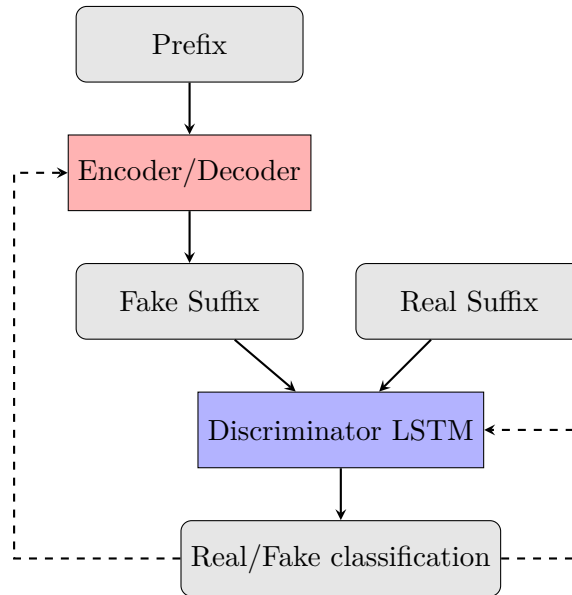 Prefix
Encoder/Decoder
Fake Suffix
Real Suffix
Discriminator LSTM
Real/Fake classification